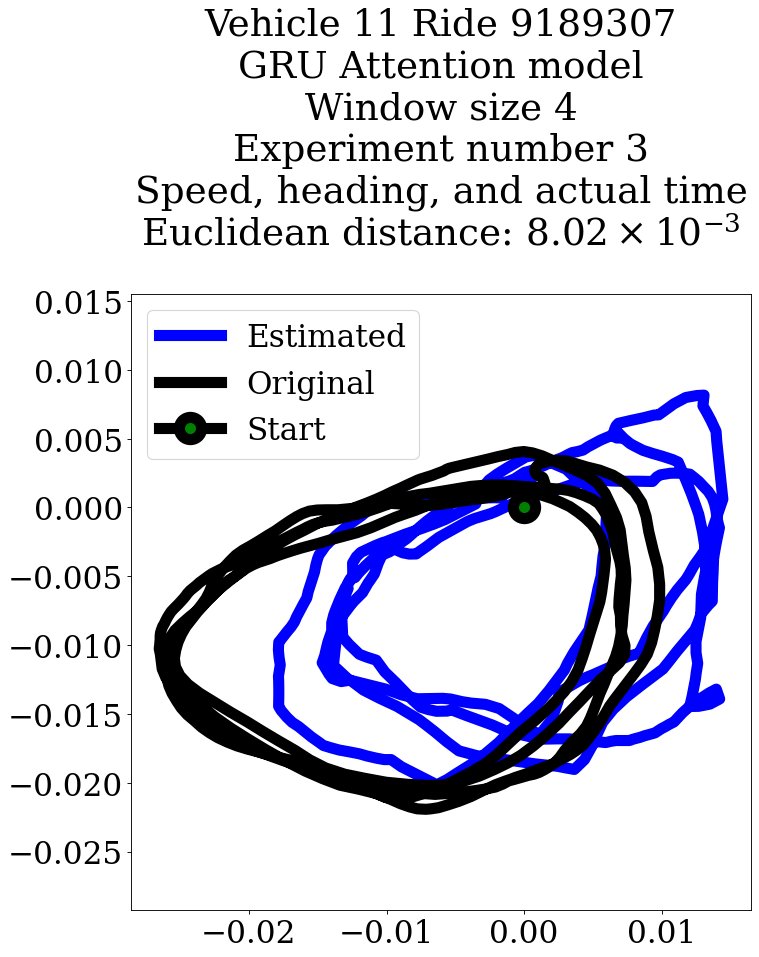 Vehicle 11 Ride 9189307
GRU Attention model
Window size 4
Experiment number 3
Speed, heading, and actual time
Euclidean distance: 8.02 × 10⁻³
0.015
Estimated
0.010
Original
0.005
Start
0.000
−0.005
−0.010
−0.015
−0.020
−0.025
−0.02 −0.01 0.00 0.01